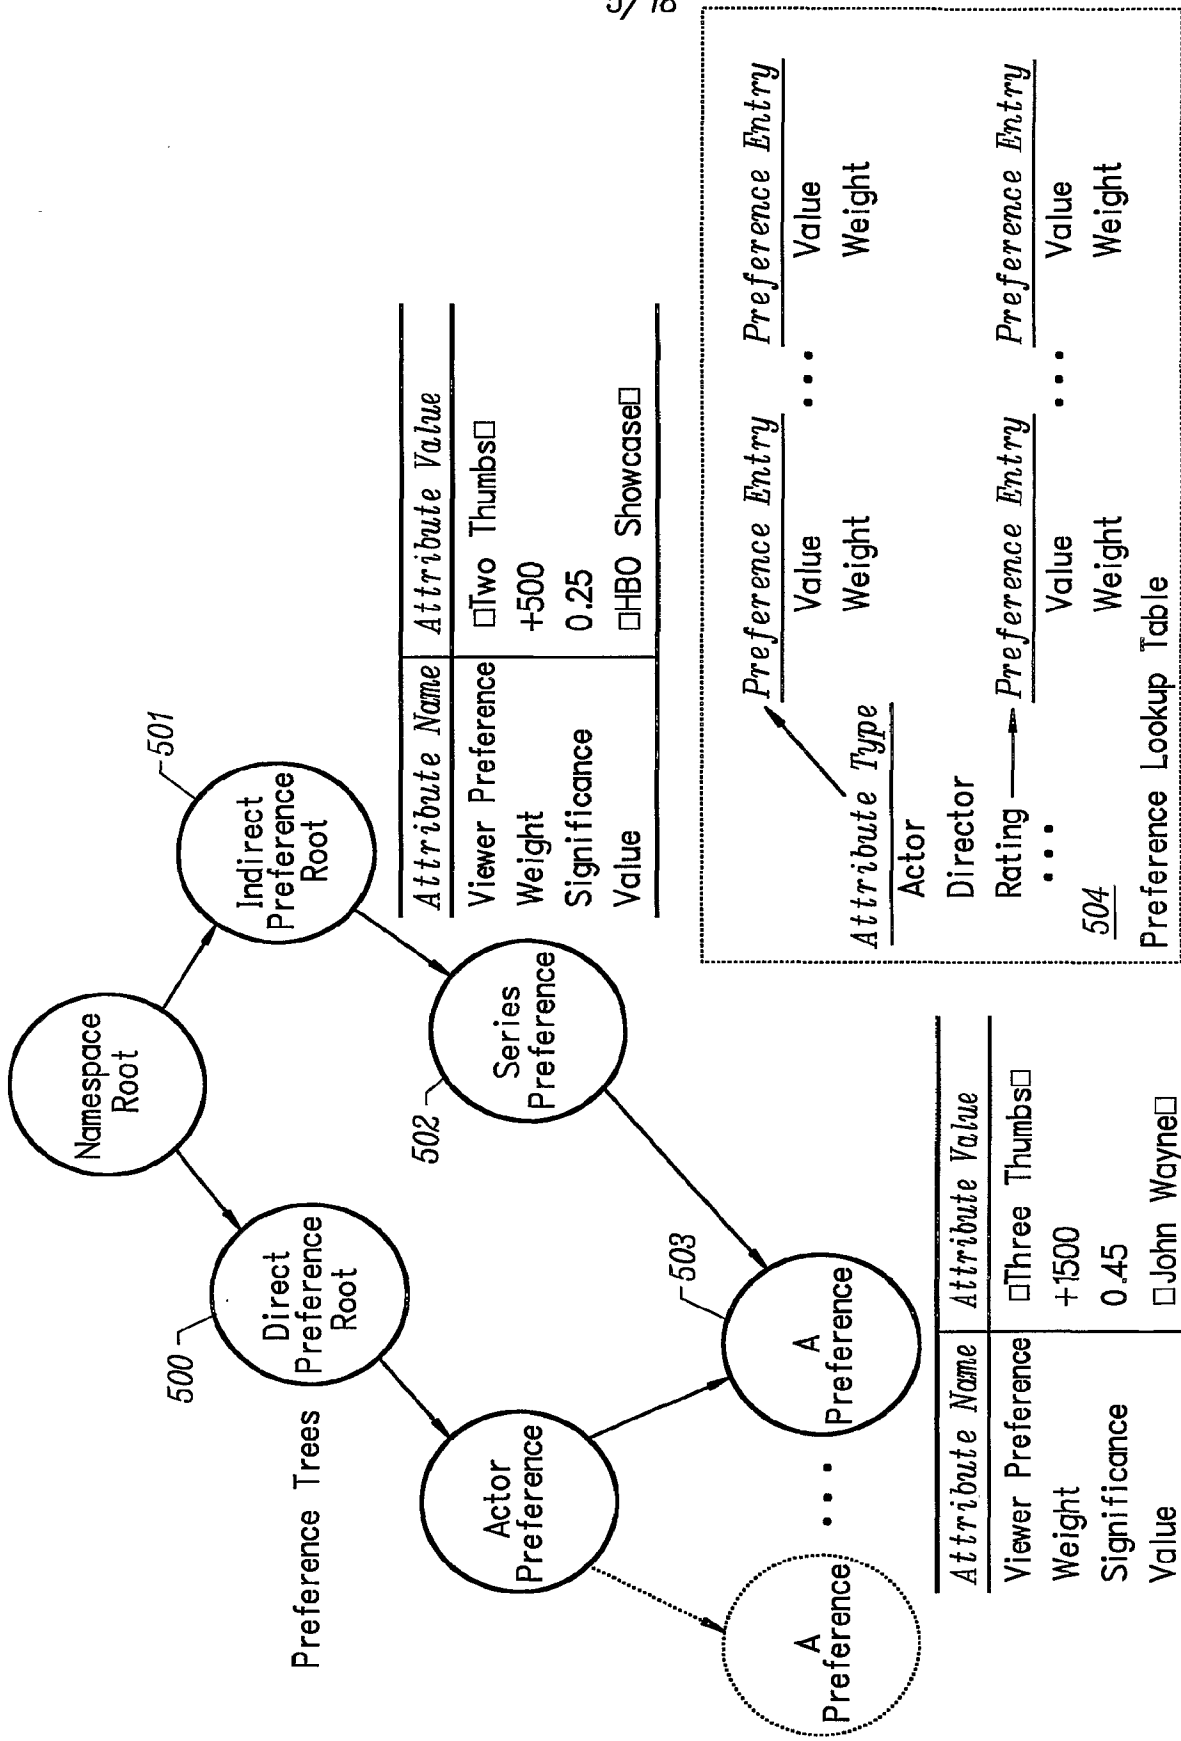 5/18
Preference Trees
Namespace
Root
500
Direct
Preference
Root
Indirect
Preference
Root
501
Actor
Preference
502
Series
Preference
A
Preference
...
A
Preference
503
Attribute Name Attribute Value
Viewer Preference □Two Thumbs□
Weight +500
Significance 0.25
Value □HBO Showcase□
Attribute Name Attribute Value
Viewer Preference □Three Thumbs□
Weight +1500
Significance 0.45
Value □John Wayne□
Preference Entry ... Preference Entry
Value Value
Weight Weight
Attribute Type
Actor
Director
Rating Preference Entry ... Preference Entry
... Value Value
Weight Weight
504
Preference Lookup Table